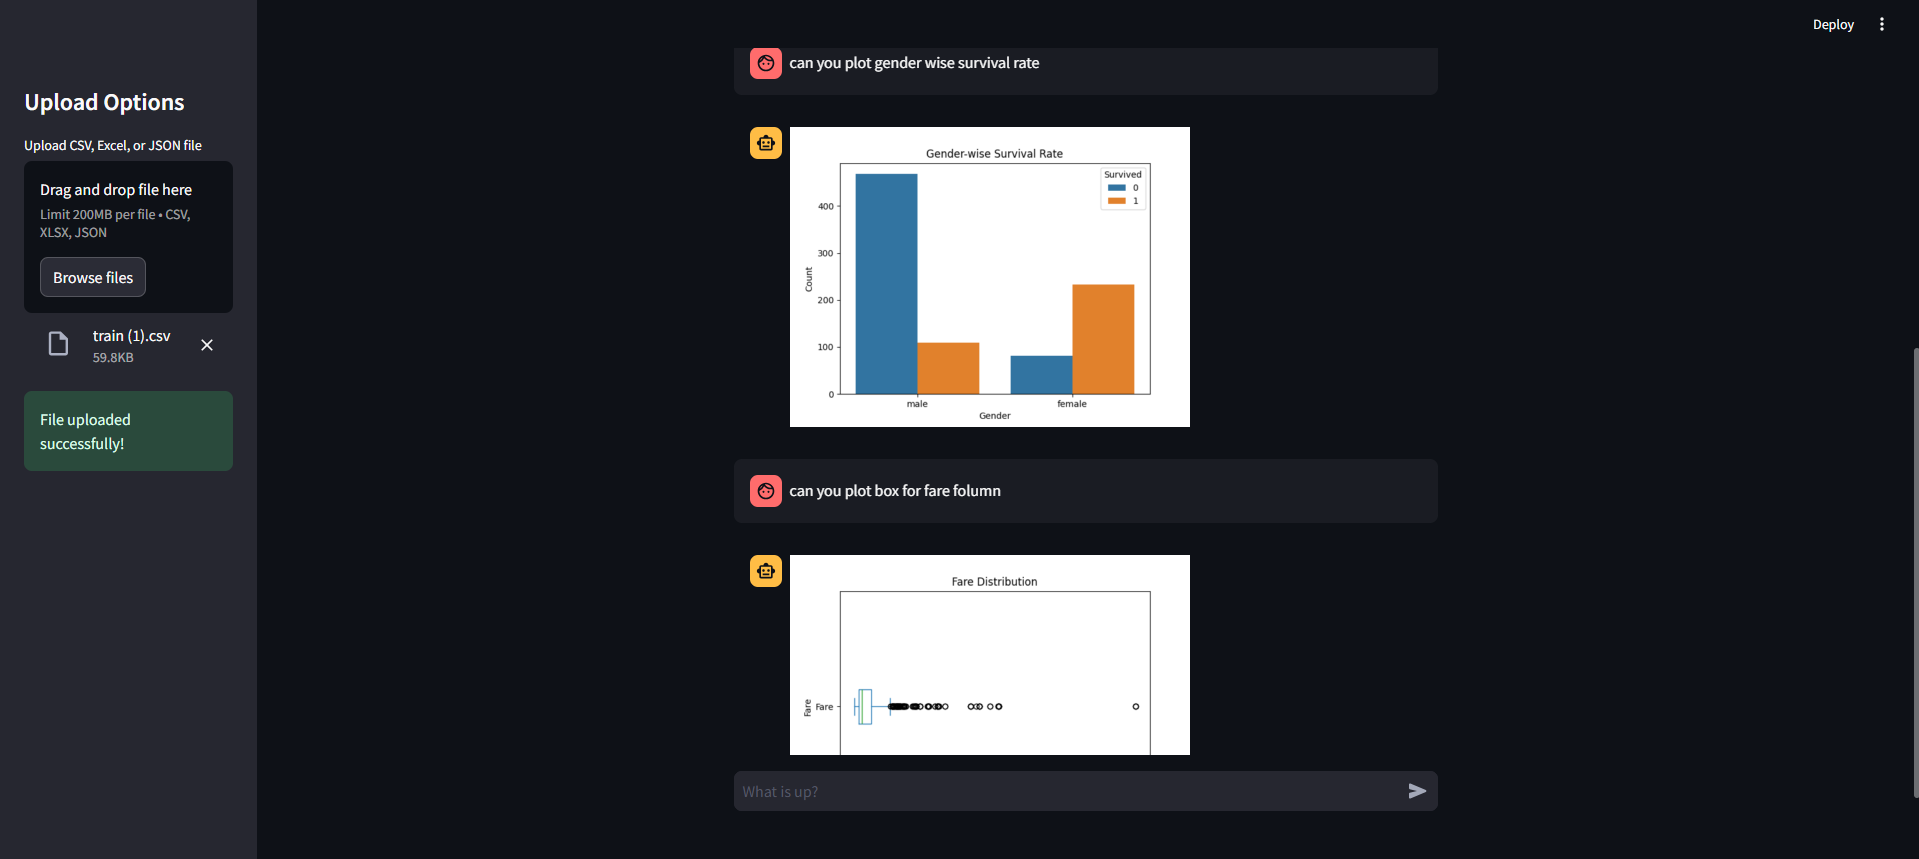 Deploy
Upload Options
Upload CSV, Excel, or JSON file
Drag and drop file here
Limit 200MB per file • CSV,
XLSX, JSON
Browse files
train (1).csv
59.8KB
File uploaded
successfully!
can you plot gender wise survival rate
Gender-wise Survival Rate
Survived
0
1
400
300
200
100
0
Count
male
female
Gender
can you plot box for fare folumn
Fare Distribution
Fare
Fare
What is up?